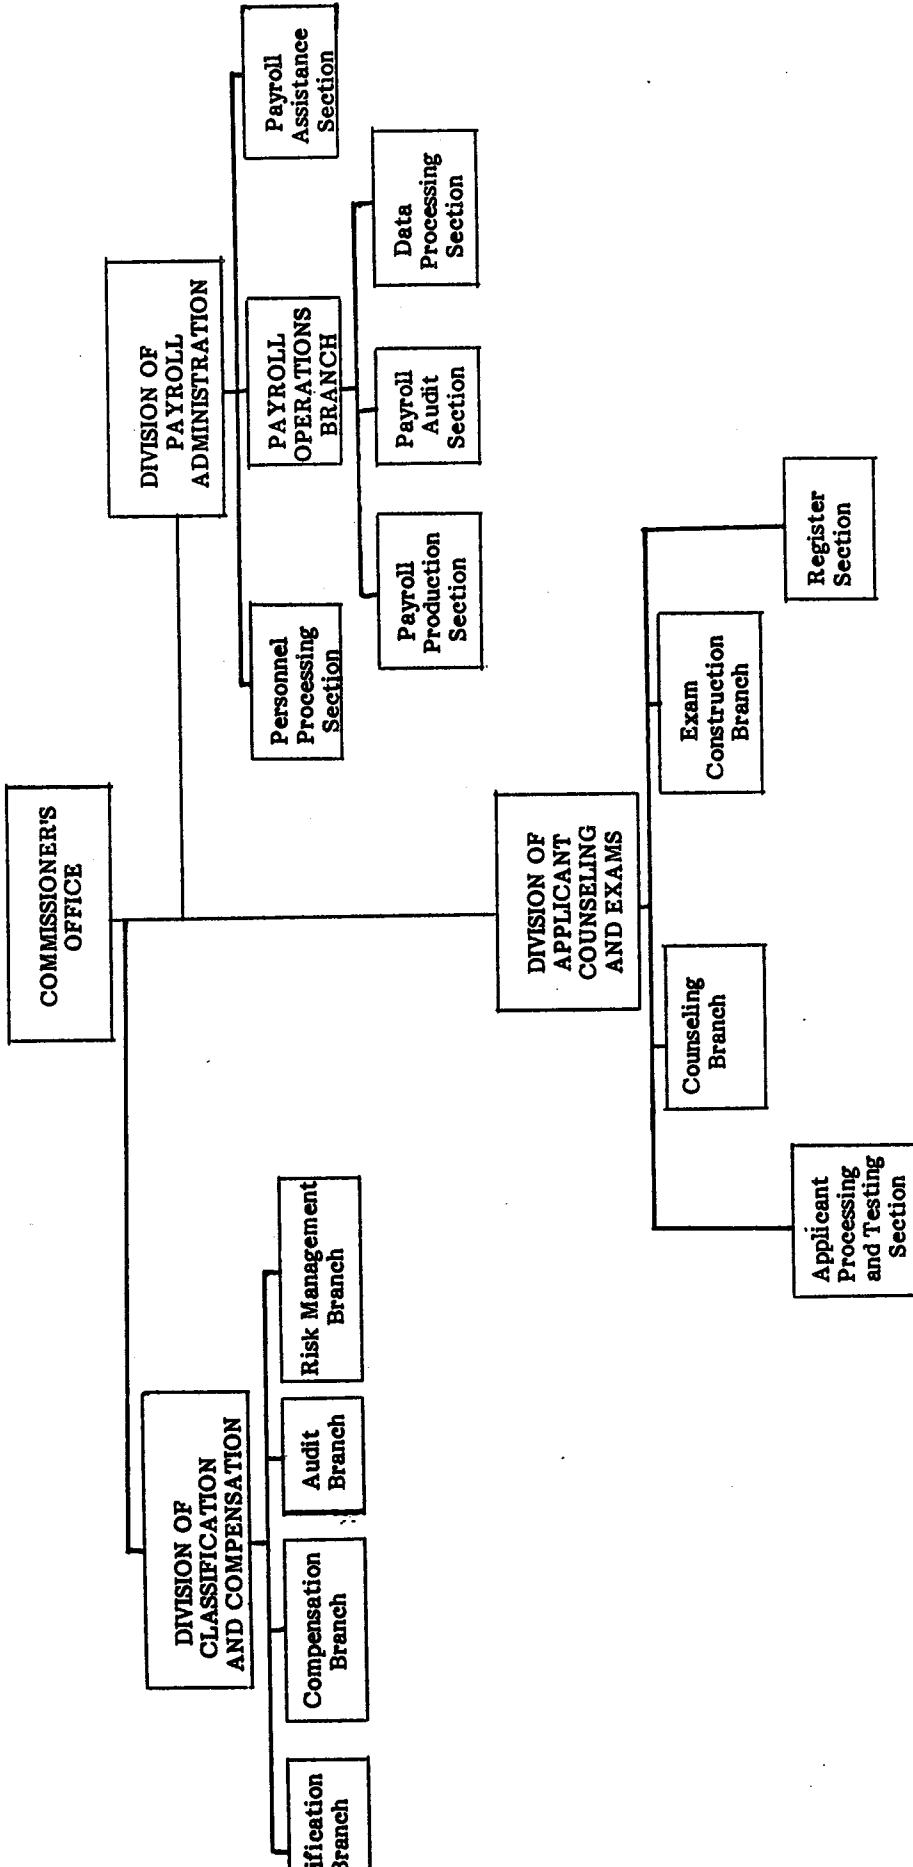 COMMISSIONER'S
OFFICE
DIVISION OF
CLASSIFICATION
AND COMPENSATION
DIVISION OF
PAYROLL
ADMINISTRATION
ification
Branch
Compensation
Branch
Audit
Branch
Risk Management
Branch
Personnel
Processing
Section
PAYROLL
OPERATIONS
BRANCH
Payroll
Assistance
Section
Payroll
Production
Section
Payroll
Audit
Section
Data
Processing
Section
DIVISION OF
APPLICANT
COUNSELING
AND EXAMS
Counseling
Branch
Exam
Construction
Branch
Applicant
Processing
and Testing
Section
Register
Section